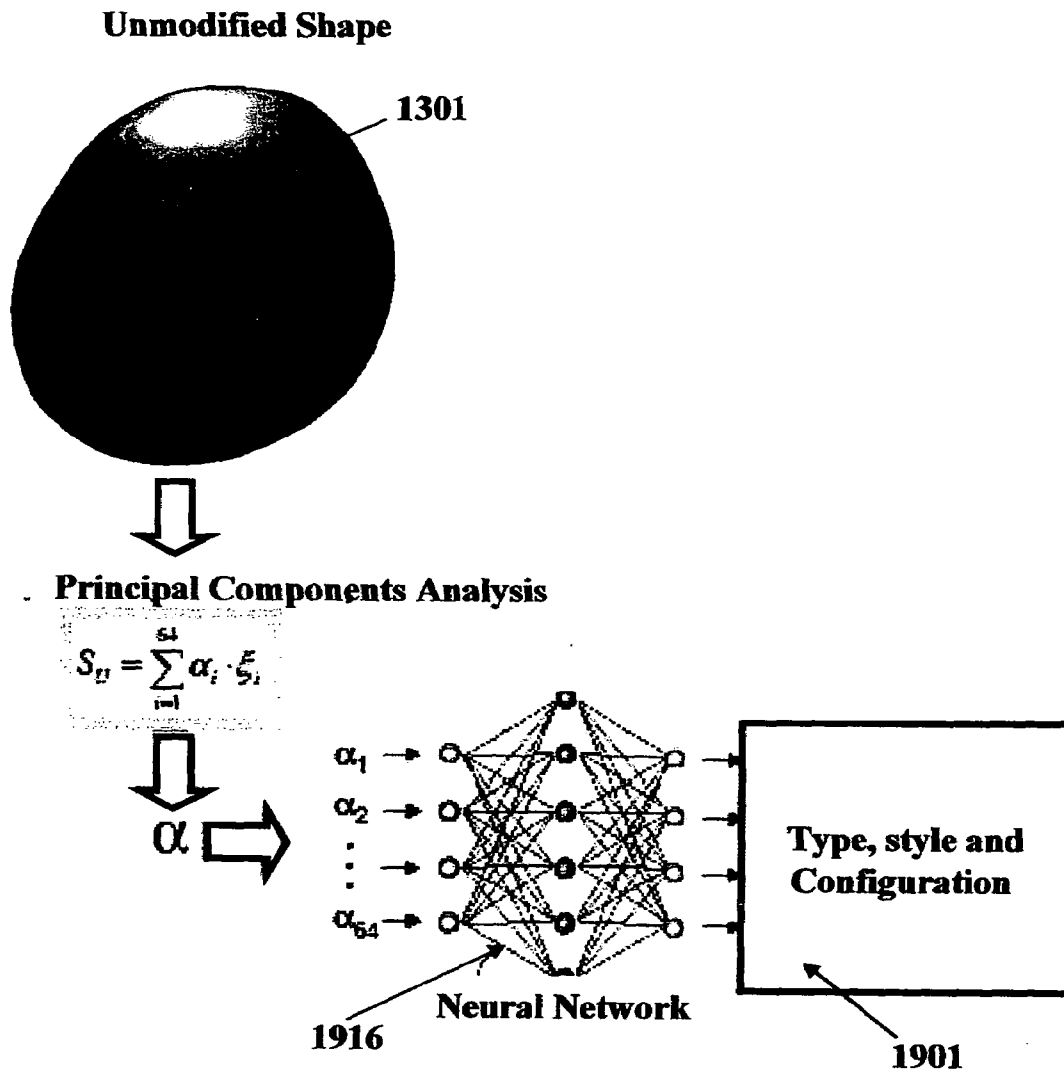 Unmodified Shape
1301
Principal Components Analysis
64
S_U = ∑ α_i · ξ_i
i=1
α
α1
α2
⋮
α64
Type, style and
Configuration
Neural Network
1916
1901